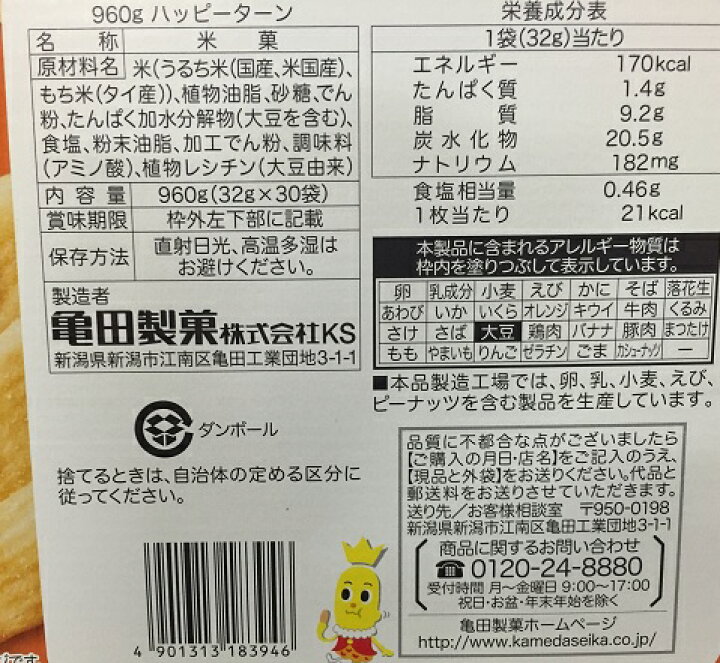 960g ハッピーターン
名　称　米　菓
原材料名　米(うるち米(国産、米国産)、
もち米(タイ産))、植物油脂、砂糖、でん
粉、たんぱく加水分解物(大豆を含む)、
食塩、粉末油脂、加工でん粉、調味料
(アミノ酸)、植物レシチン(大豆由来)
内 容 量　960g(32g×30袋)
賞味期限　枠外左下部に記載
保存方法　直射日光、高温多湿は
お避けください。
製造者
亀田製菓株式会社KS
新潟県新潟市江南区亀田工業団地3-1-1
ダンボール
捨てるときは、自治体の定める区分に
従ってください。
4 901313 183946
栄養成分表
1袋(32g)当たり
エネルギー　170kcal
たんぱく質　1.4g
脂　質　9.2g
炭水化物　20.5g
ナトリウム　182mg
食塩相当量　0.46g
1枚当たり　21kcal
本製品に含まれるアレルギー物質は
枠内を塗りつぶして表示しています。
卵　乳成分　小麦　えび　かに　そば　落花生
あわび　いか　いくら　オレンジ　キウイ　牛肉　くるみ
さけ　さば　大豆　鶏肉　バナナ　豚肉　まつたけ
もも　やまいも　りんご　ゼラチン　ごま　カシューナッツ　ー
■本品製造工場では、卵、乳、小麦、えび、
ピーナッツを含む製品を生産しています。
品質に不都合な点がございましたら
【ご購入の月日・店名】をご記入のうえ、
【現品と外袋】をお送りください。代品と
郵送料をお送りさせていただきます。
送り先／お客様相談室　〒950-0198
新潟県新潟市江南区亀田工業団地3-1-1
商品に関するお問い合わせ
0120-24-8880
受付時間 月〜金曜日 9:00〜17:00
祝日・お盆・年末年始を除く
亀田製菓ホームページ
http://www.kamedaseika.co.jp/